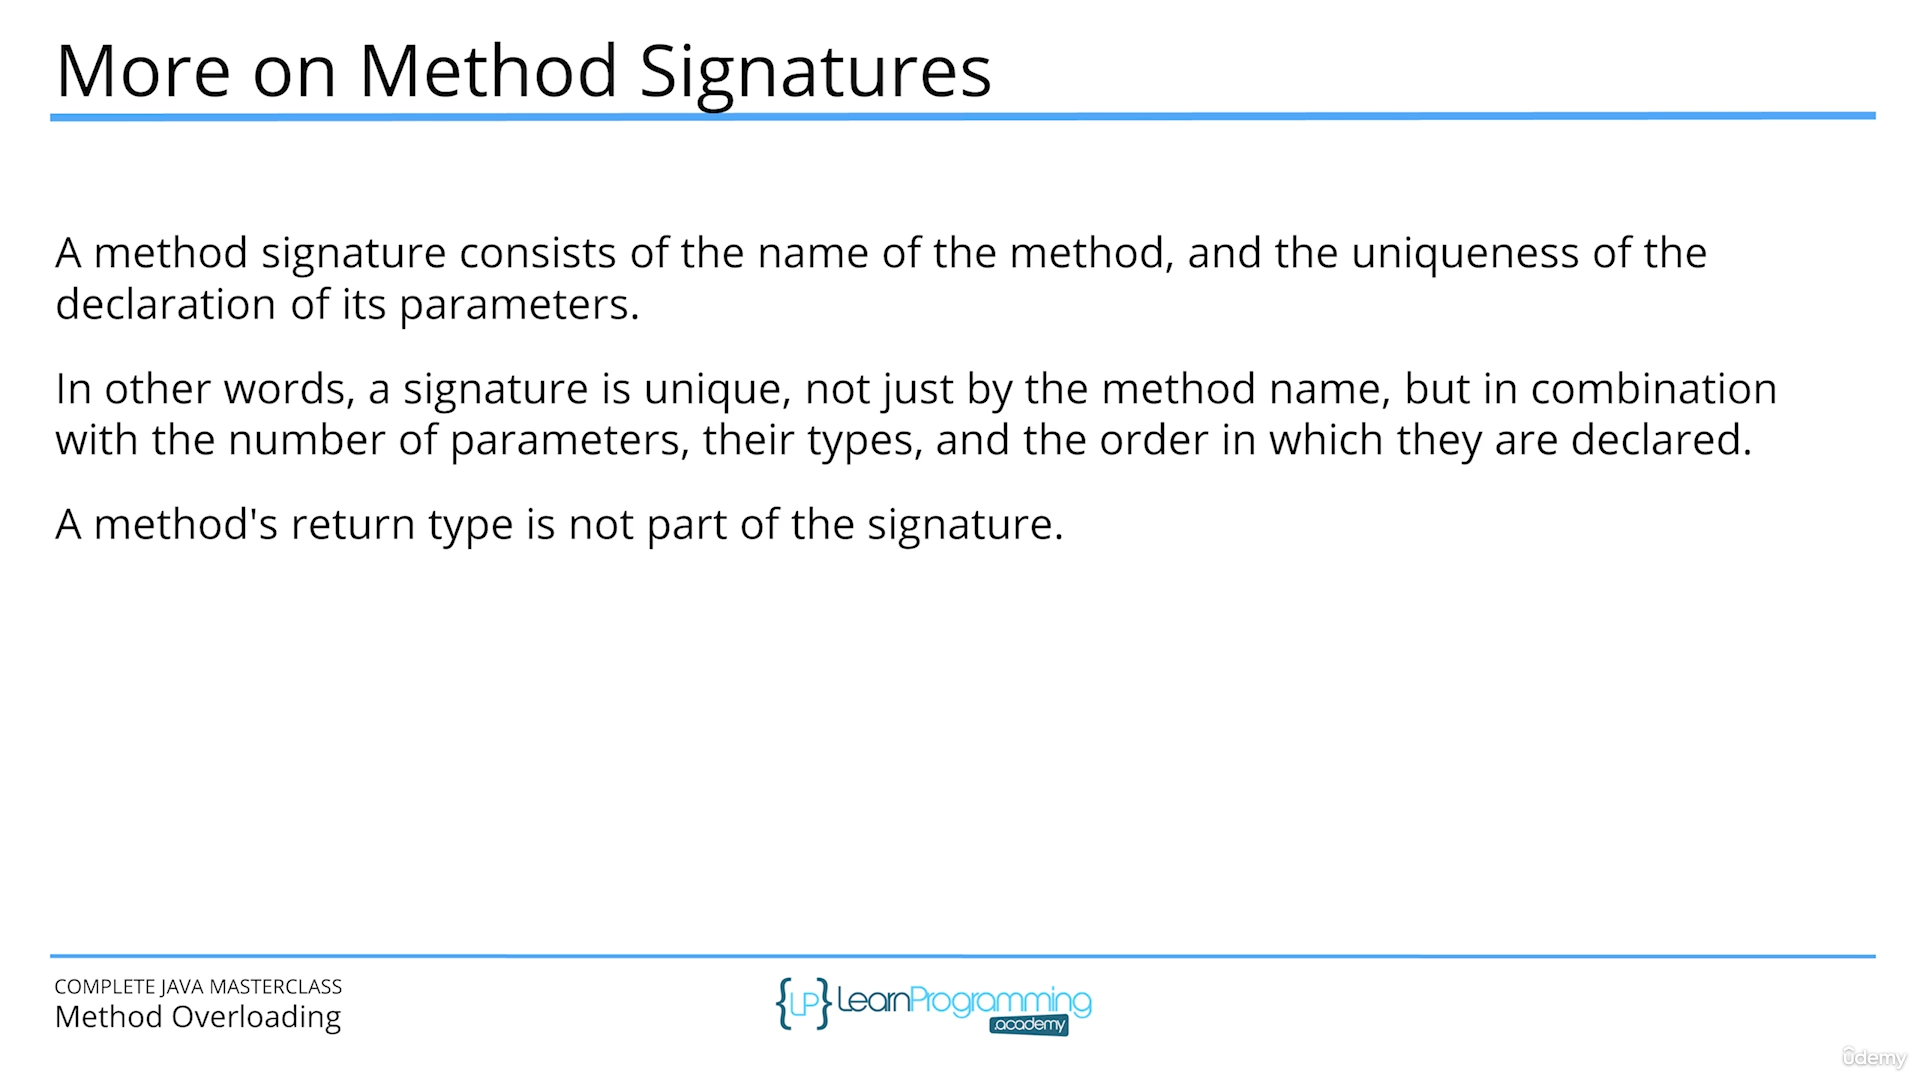 More on Method Signatures
A method signature consists of the name of the method, and the uniqueness of the
declaration of its parameters.
In other words, a signature is unique, not just by the method name, but in combination
with the number of parameters, their types, and the order in which they are declared.
A method's return type is not part of the signature.
COMPLETE JAVA MASTERCLASS
Method Overloading
{LP} LearnProgramming
.academy
ûdemy